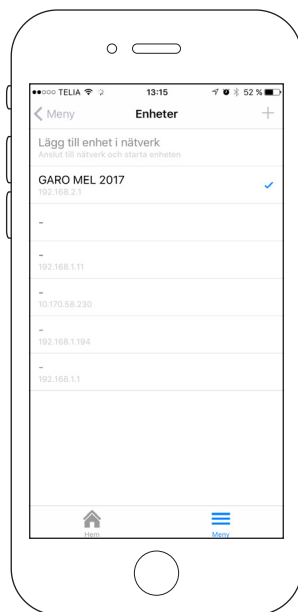 TELIA 13:15 52 %
Meny Enheter
Lägg till enhet i nätverk
Anslut till nätverk och starta enheten
GARO MEL 2017
192.168.2.1
-
-
192.168.1.11
-
10.170.58.230
-
192.168.1.194
-
192.168.1.1
Hem Meny